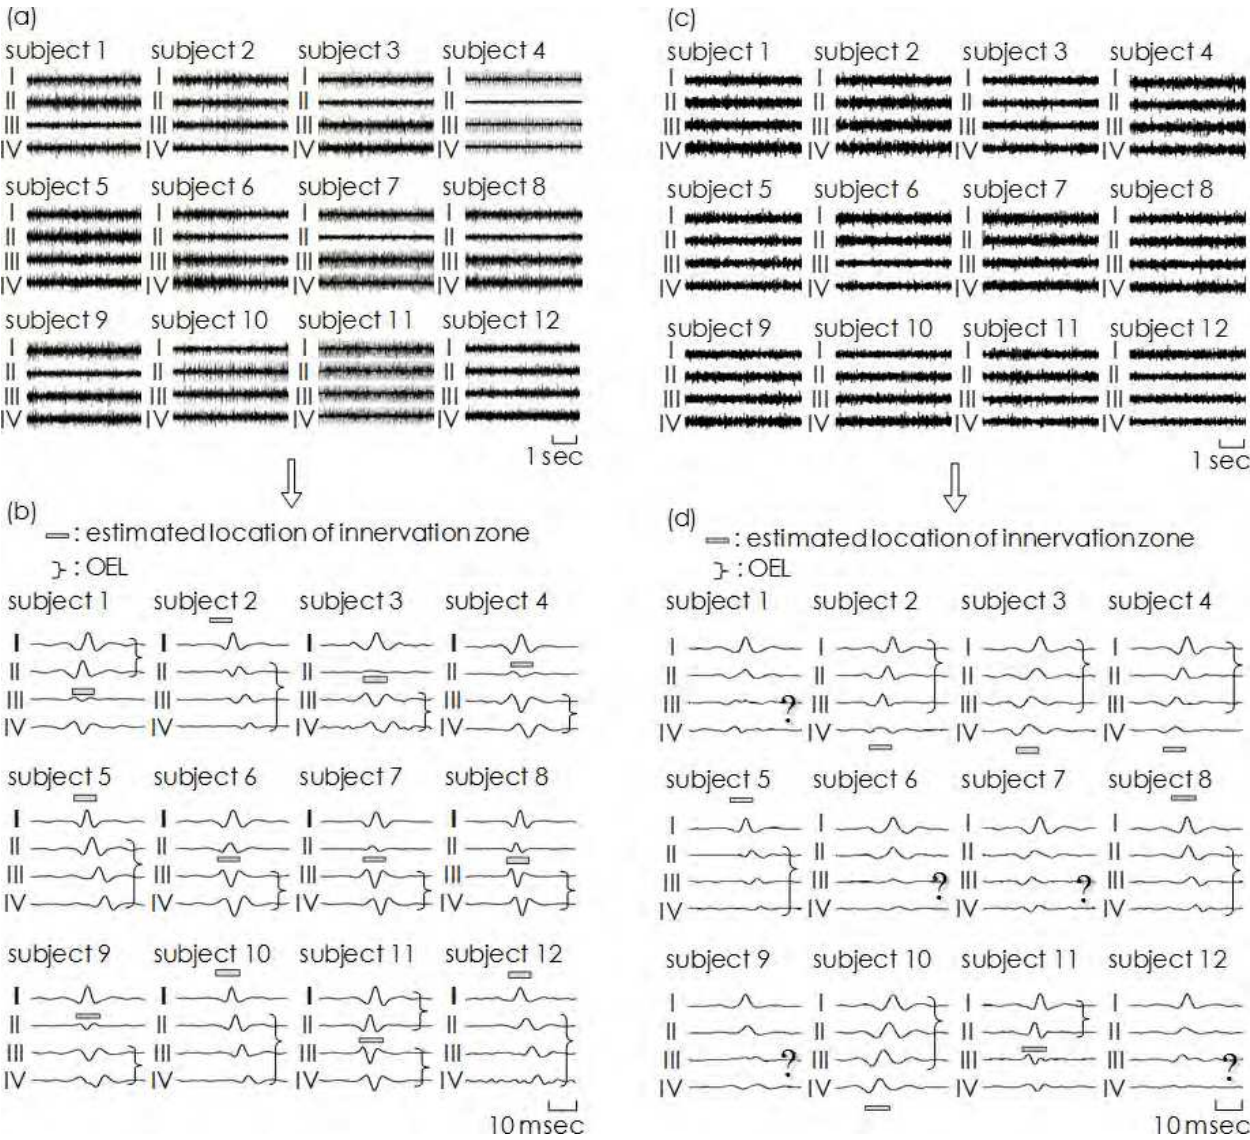 (a)
subject 1 subject 2 subject 3 subject 4
I I I I
II II II II
III III III III
IV IV IV IV
subject 5 subject 6 subject 7 subject 8
I I I I
II II II II
III III III III
IV IV IV IV
subject 9 subject 10 subject 11 subject 12
I I I I
II II II II
III III III III
IV IV IV IV
1 sec
(b)
: estimated location of innervation zone
: OEL
subject 1 subject 2 subject 3 subject 4
I I I I
II II II II
III III III III
IV IV IV IV
subject 5 subject 6 subject 7 subject 8
I I I I
II II II II
III III III III
IV IV IV IV
subject 9 subject 10 subject 11 subject 12
I I I I
II II II II
III III III III
IV IV IV IV
10 msec
(c)
subject 1 subject 2 subject 3 subject 4
I I I I
II II II II
III III III III
IV IV IV IV
subject 5 subject 6 subject 7 subject 8
I I I I
II II II II
III III III III
IV IV IV IV
subject 9 subject 10 subject 11 subject 12
I I I I
II II II II
III III III III
IV IV IV IV
1 sec
(d)
: estimated location of innervation zone
: OEL
subject 1 subject 2 subject 3 subject 4
I I I I
II II II II
III ? III III III
IV IV IV IV
subject 5 subject 6 subject 7 subject 8
I I I I
II II II II
III III ? III ? III
IV IV IV IV
subject 9 subject 10 subject 11 subject 12
I I I I
II II II II
III ? III III III ?
IV IV IV IV
10 msec